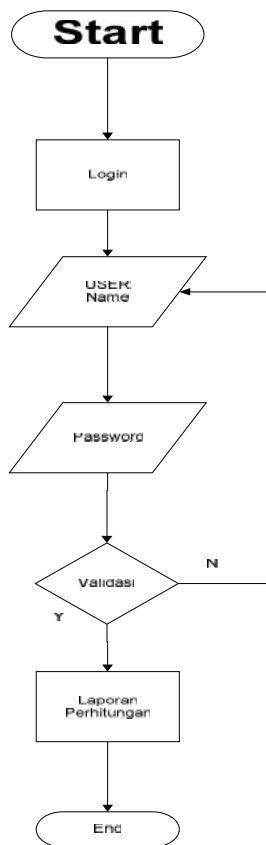 Start
Login
USER
Name
Password
Validasi
N
Y
Laporan
Perhitungan
End